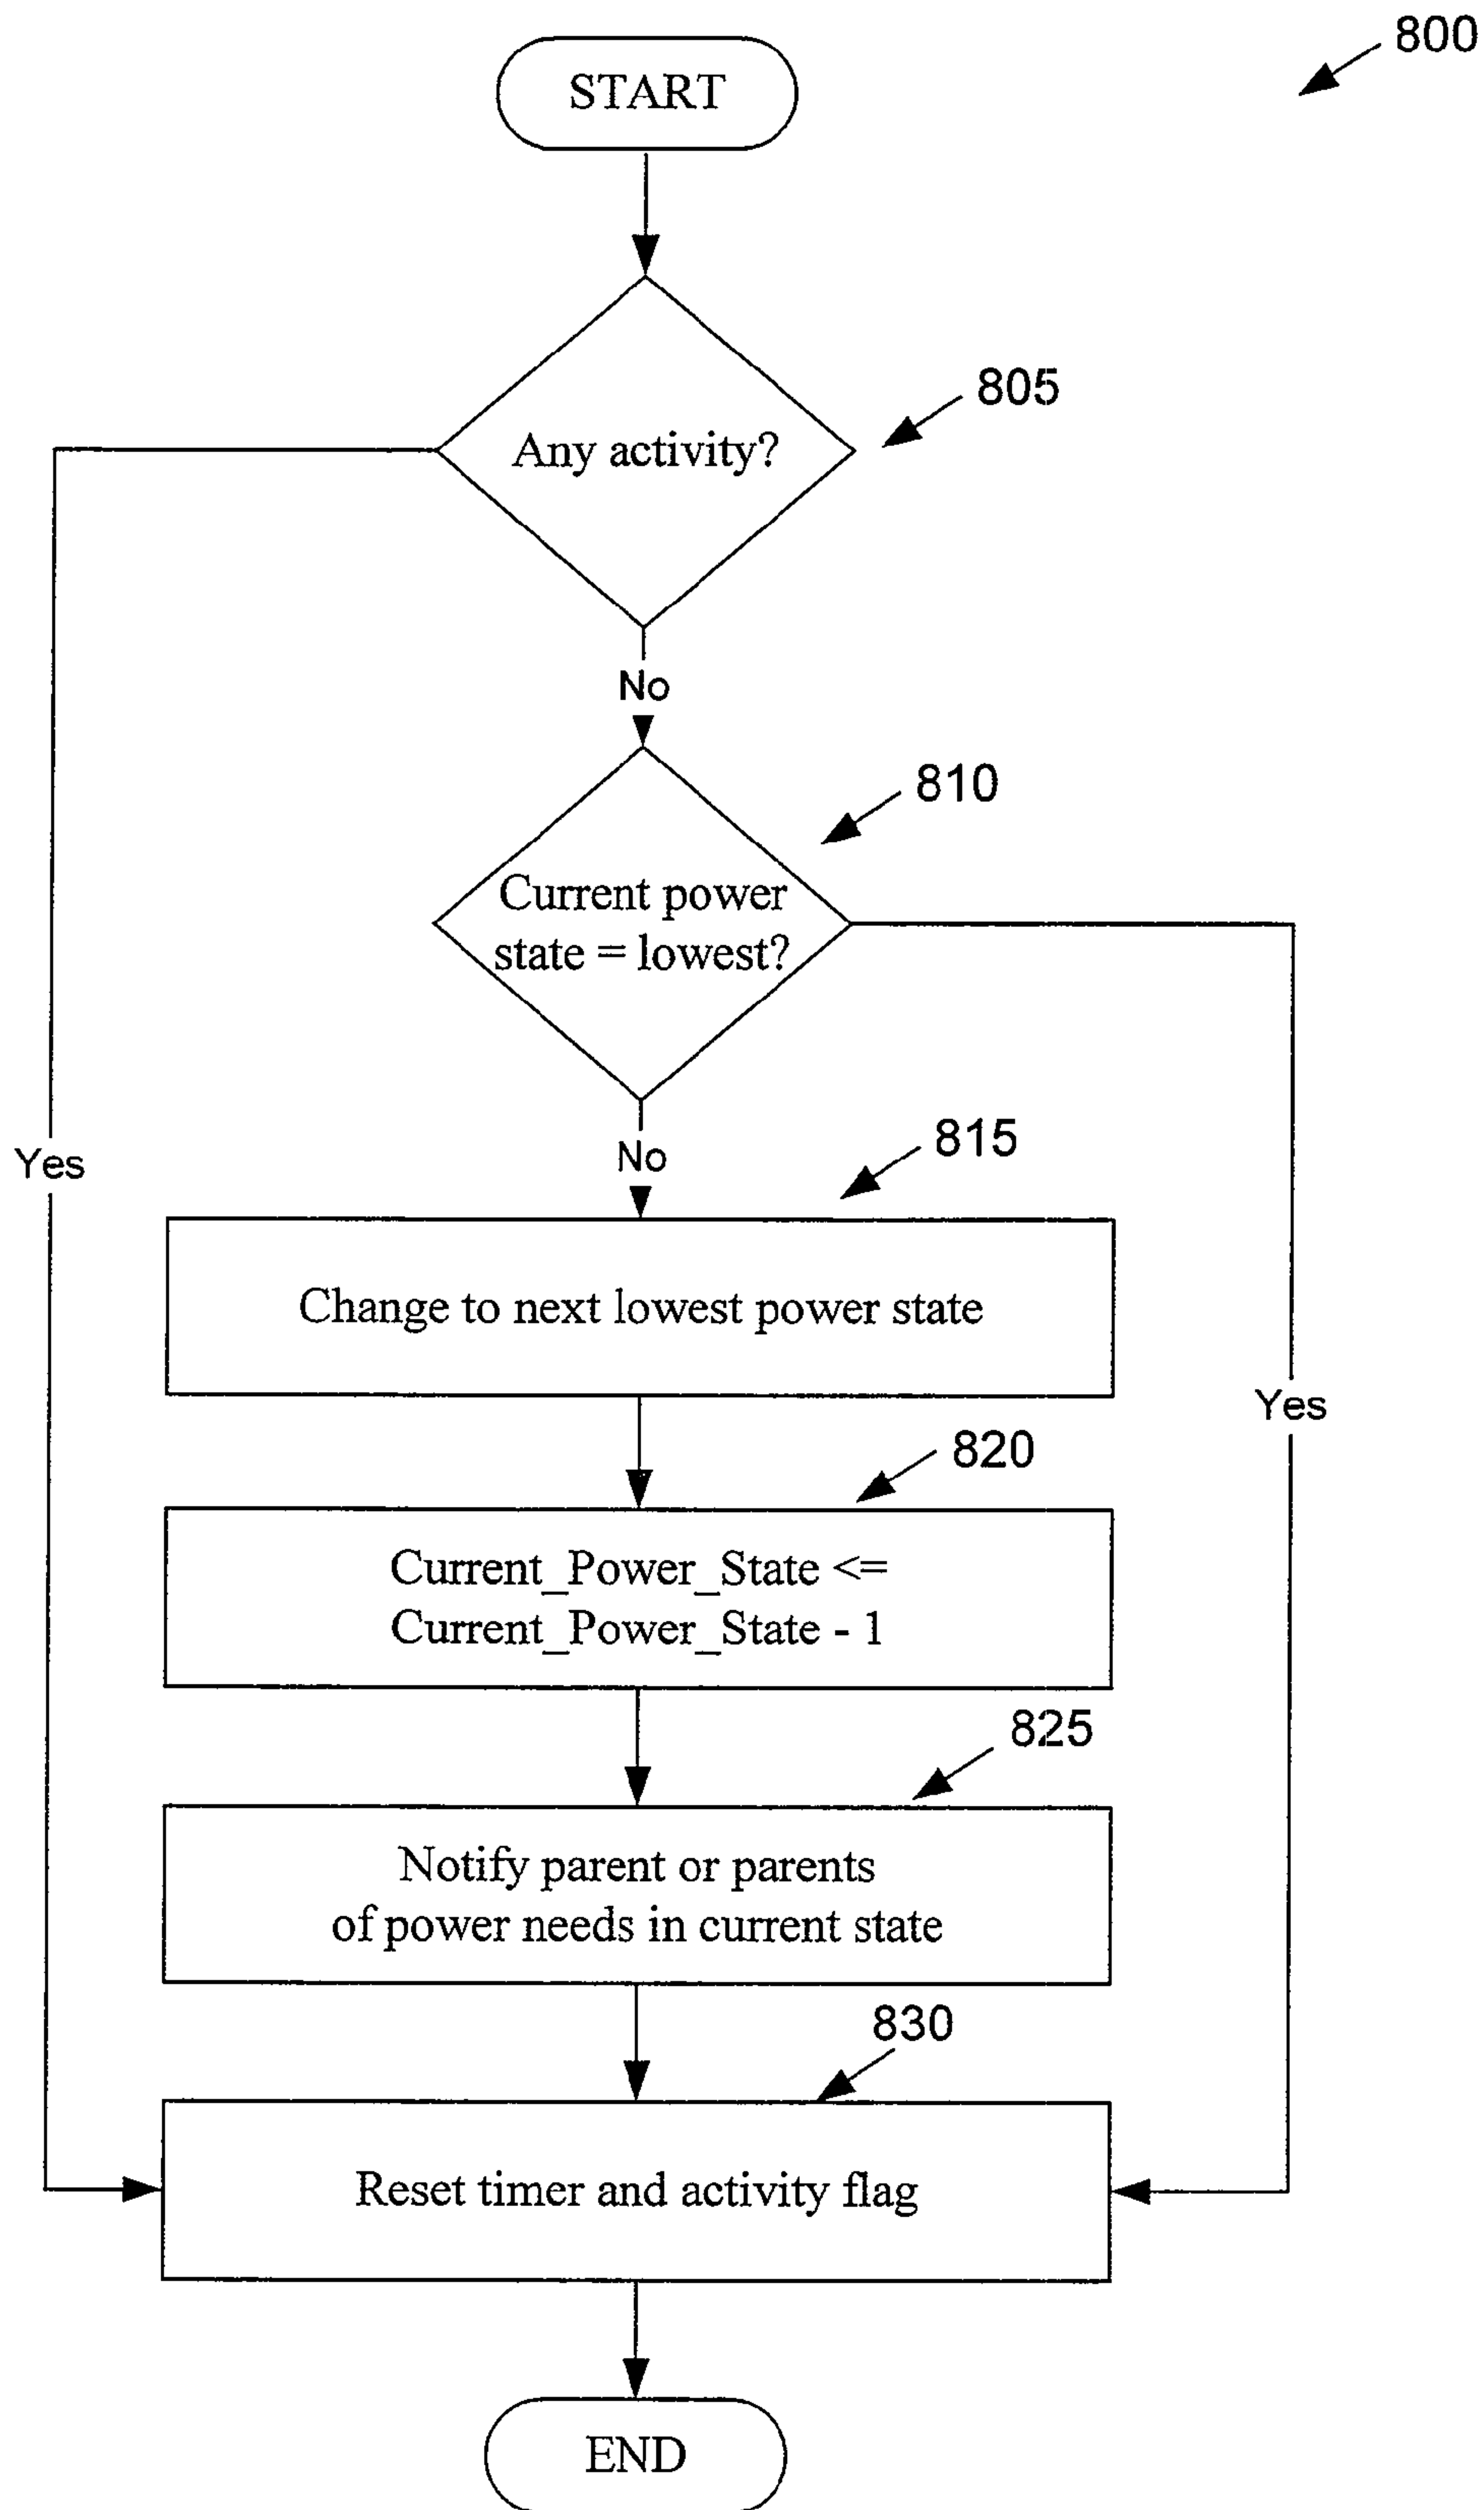 800
START
805
Any activity?
No
810
Current power
state = lowest?
No
815
Yes
Change to next lowest power state
Yes
820
Current_Power_State <=
Current_Power_State - 1
825
Notify parent or parents
of power needs in current state
830
Reset timer and activity flag
END